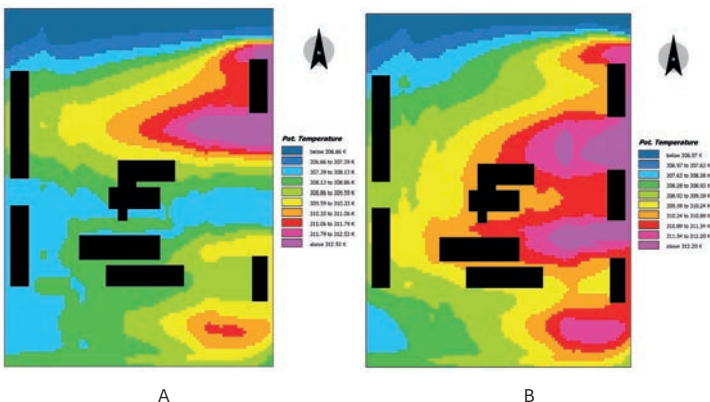 Pot. Temperature
below 306.66 K
306.66 to 307.39 K
307.39 to 308.13 K
308.13 to 308.86 K
308.86 to 309.59 K
309.59 to 310.33 K
310.33 to 311.06 K
311.06 to 311.79 K
311.79 to 312.53 K
above 312.53 K
A
Pot. Temperature
below 306.97 K
306.97 to 307.62 K
307.62 to 308.28 K
308.28 to 308.93 K
308.93 to 309.59 K
309.59 to 310.24 K
310.24 to 310.89 K
310.89 to 311.54 K
311.54 to 312.20 K
above 312.20 K
B